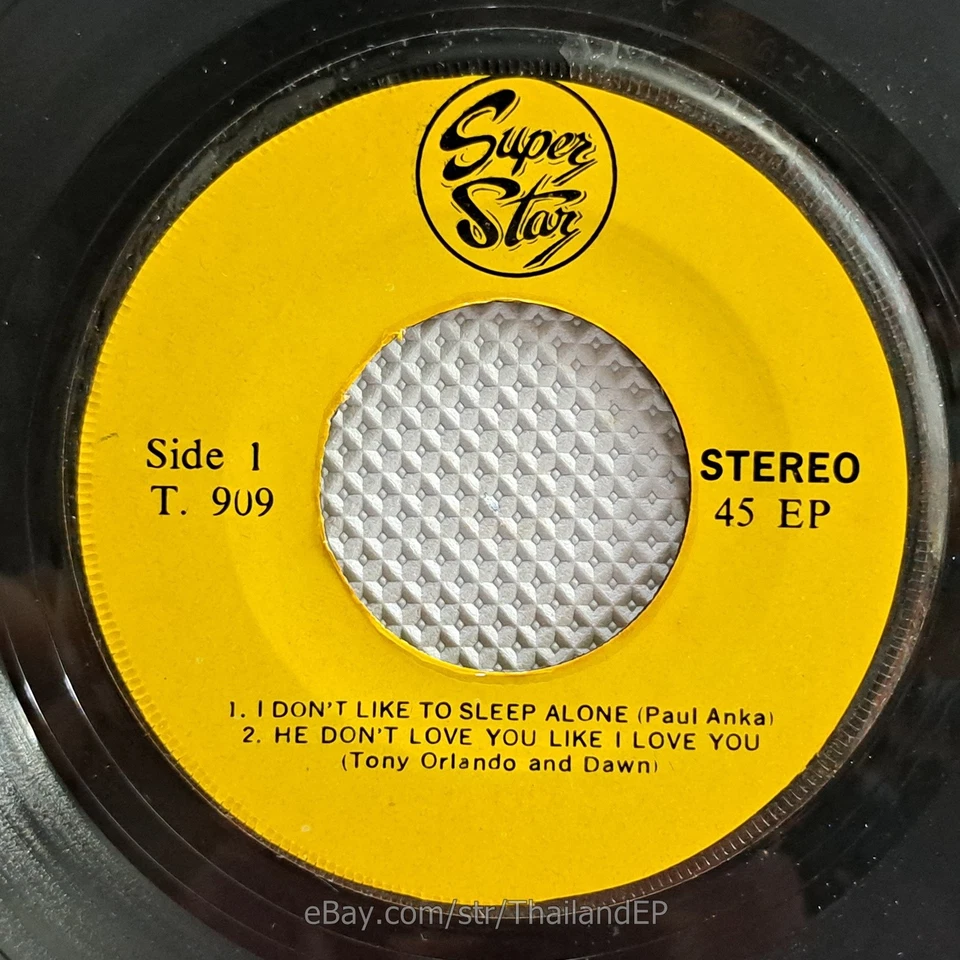 Super
Star
Side 1
T. 909
STEREO
45 EP
1. I DON'T LIKE TO SLEEP ALONE (Paul Anka)
2. HE DON'T LOVE YOU LIKE I LOVE YOU
(Tony Orlando and Dawn)
eBay.com/str/ThailandEP